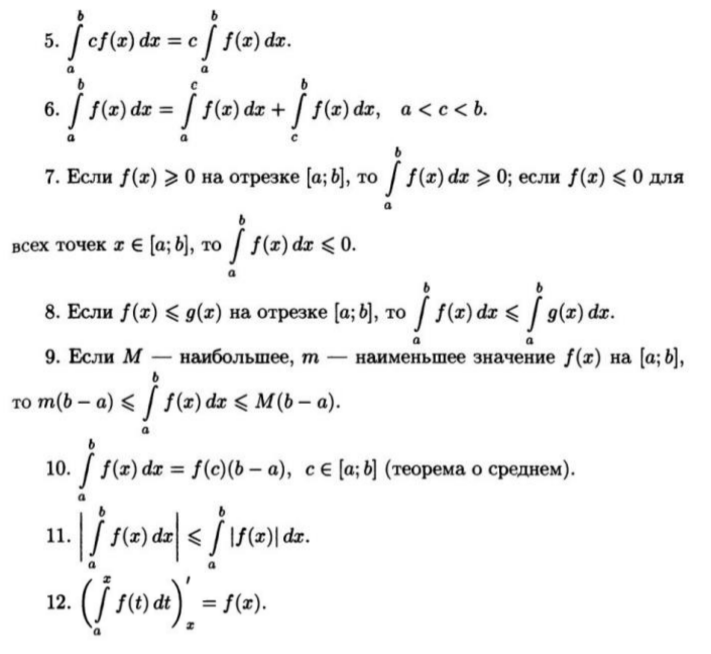 5. ∫_a^b cf(x) dx = c ∫_a^b f(x) dx.
6. ∫_a^b f(x) dx = ∫_a^c f(x) dx + ∫_c^b f(x) dx, a < c < b.
7. Если f(x) ⩾ 0 на отрезке [a; b], то ∫_a^b f(x) dx ⩾ 0; если f(x) ⩽ 0 для
всех точек x ∈ [a; b], то ∫_a^b f(x) dx ⩽ 0.
8. Если f(x) ⩽ g(x) на отрезке [a; b], то ∫_a^b f(x) dx ⩽ ∫_a^b g(x) dx.
9. Если M — наибольшее, m — наименьшее значение f(x) на [a; b],
то m(b − a) ⩽ ∫_a^b f(x) dx ⩽ M(b − a).
10. ∫_a^b f(x) dx = f(c)(b − a), c ∈ [a; b] (теорема о среднем).
11. |∫_a^b f(x) dx| ⩽ ∫_a^b |f(x)| dx.
12. (∫_a^x f(t) dt)′_x = f(x).